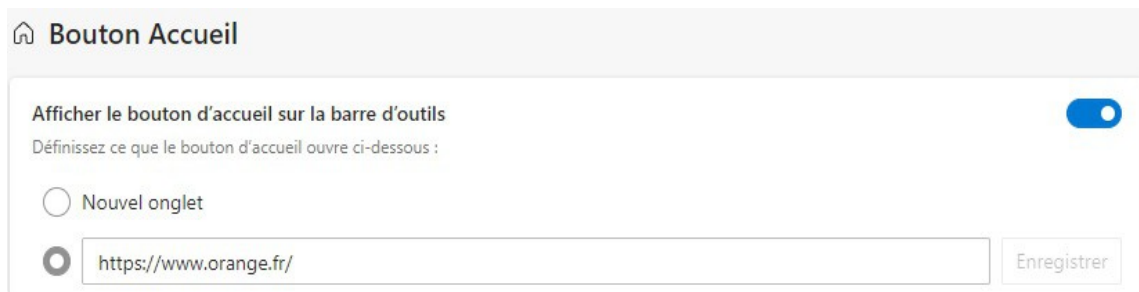 Bouton Accueil
Afficher le bouton d'accueil sur la barre d'outils
Définissez ce que le bouton d'accueil ouvre ci-dessous :
Nouvel onglet
https://www.orange.fr/ Enregistrer